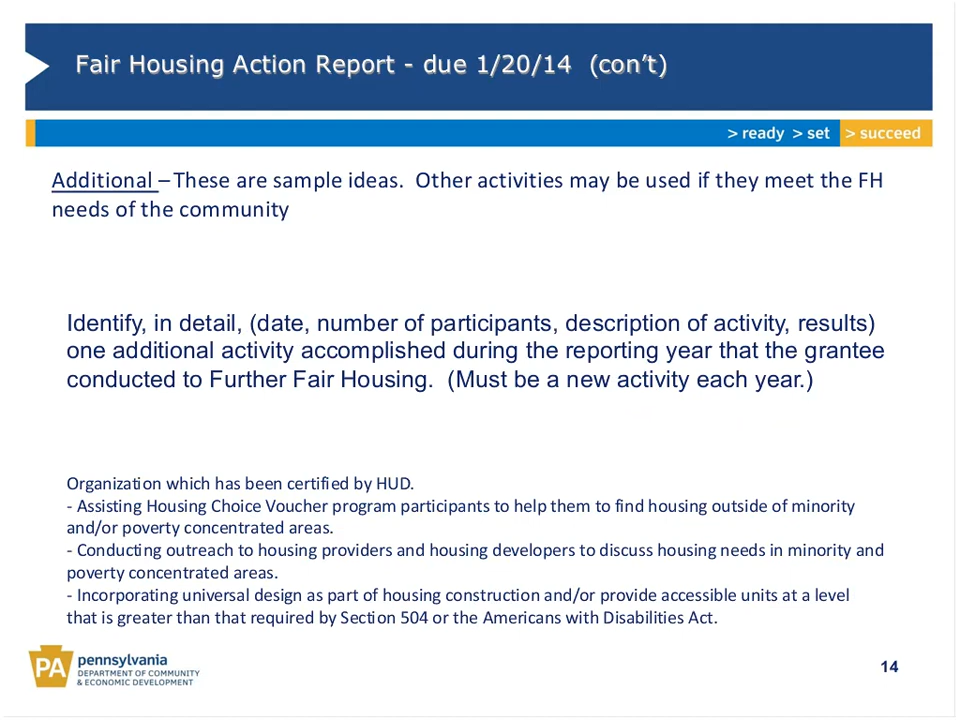 Fair Housing Action Report - due 1/20/14 (con’t)
> ready > set > succeed
Additional – These are sample ideas. Other activities may be used if they meet the FH
needs of the community
Identify, in detail, (date, number of participants, description of activity, results)
one additional activity accomplished during the reporting year that the grantee
conducted to Further Fair Housing. (Must be a new activity each year.)
Organization which has been certified by HUD.
- Assisting Housing Choice Voucher program participants to help them to find housing outside of minority
and/or poverty concentrated areas.
- Conducting outreach to housing providers and housing developers to discuss housing needs in minority and
poverty concentrated areas.
- Incorporating universal design as part of housing construction and/or provide accessible units at a level
that is greater than that required by Section 504 or the Americans with Disabilities Act.
PA
pennsylvania
DEPARTMENT OF COMMUNITY
& ECONOMIC DEVELOPMENT
14